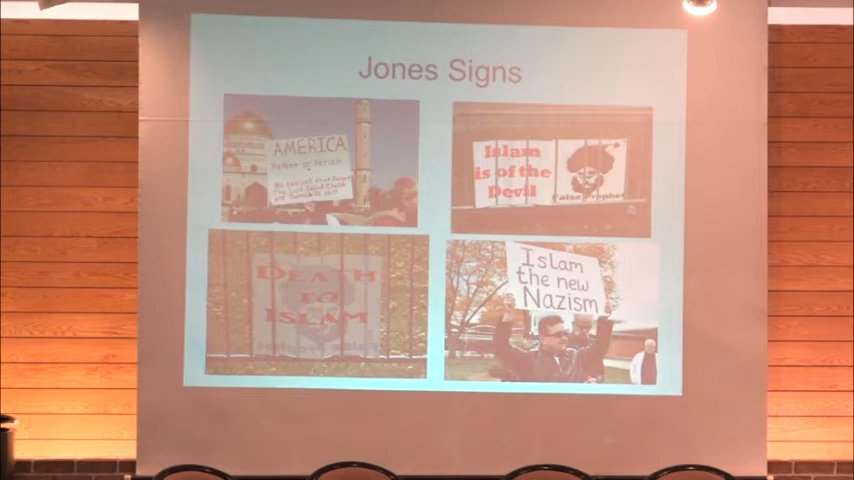 Jones Signs
AMERICA
Repent or Perish
Islam
is of the
Devil
False Prophet
DEATH
TO
ISLAM
Islam
the new
Nazism